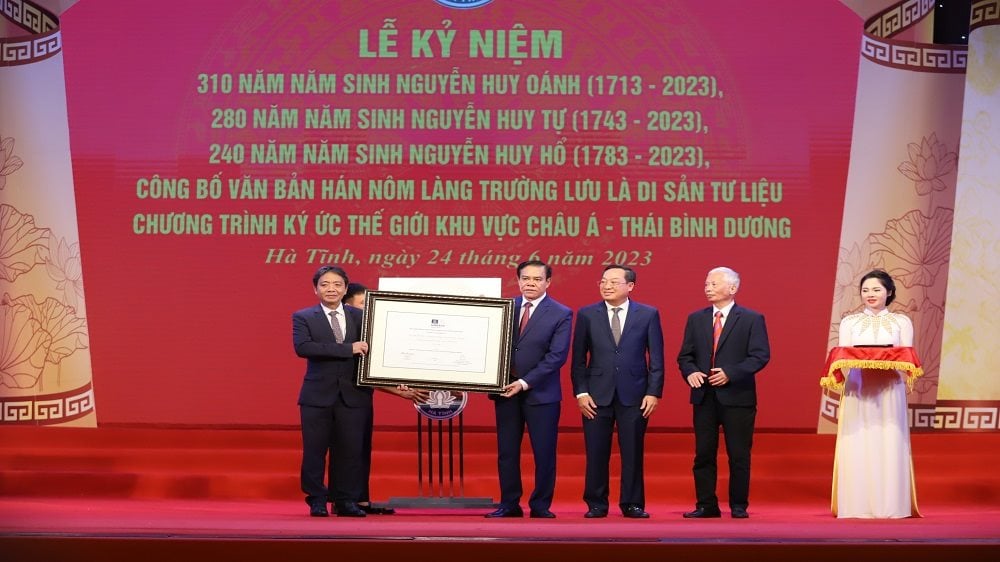 LỄ KỶ NIỆM
310 NĂM NĂM SINH NGUYỄN HUY OÁNH (1713 - 2023),
280 NĂM NĂM SINH NGUYỄN HUY TỰ (1743 - 2023),
240 NĂM NĂM SINH NGUYỄN HUY HỔ (1783 - 2023),
CÔNG BỐ VĂN BẢN HÁN NÔM LÀNG TRƯỜNG LƯU LÀ DI SẢN TƯ LIỆU
CHƯƠNG TRÌNH KÝ ỨC THẾ GIỚI KHU VỰC CHÂU Á - THÁI BÌNH DƯƠNG
Hà Tĩnh, ngày 24 tháng 6 năm 2023
HÀ TĨNH